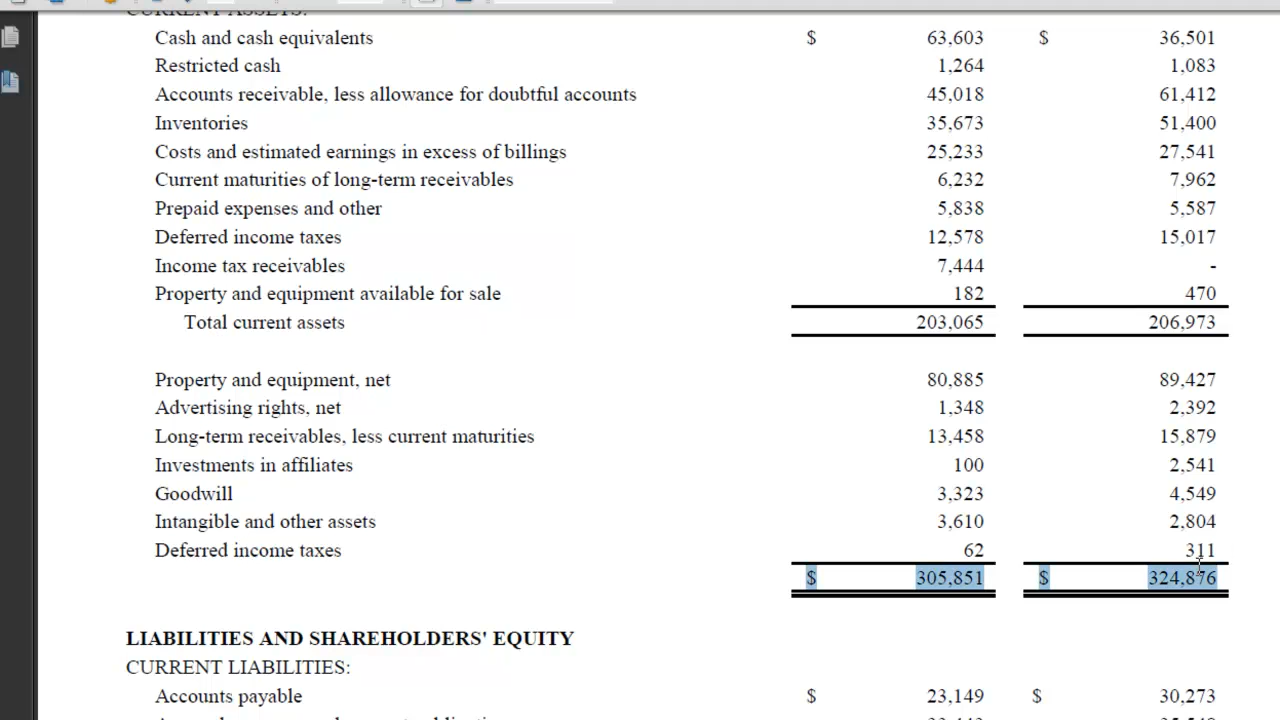 CURRENT ASSETS:
Cash and cash equivalents $ 63,603 $ 36,501
Restricted cash 1,264 1,083
Accounts receivable, less allowance for doubtful accounts 45,018 61,412
Inventories 35,673 51,400
Costs and estimated earnings in excess of billings 25,233 27,541
Current maturities of long-term receivables 6,232 7,962
Prepaid expenses and other 5,838 5,587
Deferred income taxes 12,578 15,017
Income tax receivables 7,444 -
Property and equipment available for sale 182 470
Total current assets 203,065 206,973
Property and equipment, net 80,885 89,427
Advertising rights, net 1,348 2,392
Long-term receivables, less current maturities 13,458 15,879
Investments in affiliates 100 2,541
Goodwill 3,323 4,549
Intangible and other assets 3,610 2,804
Deferred income taxes 62 311
$ 305,851 $ 324,876
LIABILITIES AND SHAREHOLDERS' EQUITY
CURRENT LIABILITIES:
Accounts payable $ 23,149 $ 30,273